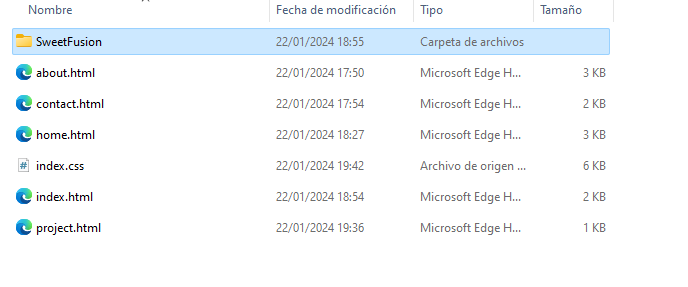 Nombre Fecha de modificación Tipo Tamaño
SweetFusion 22/01/2024 18:55 Carpeta de archivos
about.html 22/01/2024 17:50 Microsoft Edge H... 3 KB
contact.html 22/01/2024 17:54 Microsoft Edge H... 2 KB
home.html 22/01/2024 18:27 Microsoft Edge H... 3 KB
index.css 22/01/2024 19:42 Archivo de origen ... 6 KB
index.html 22/01/2024 18:54 Microsoft Edge H... 2 KB
project.html 22/01/2024 19:36 Microsoft Edge H... 1 KB